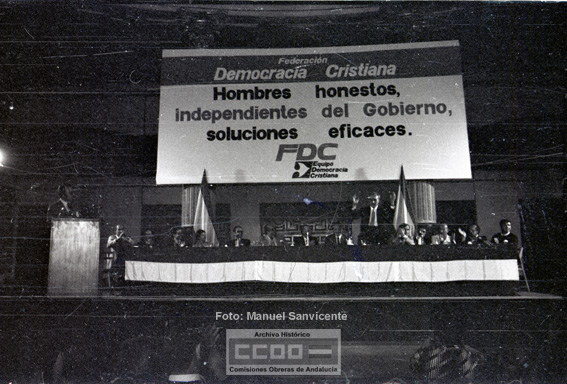 Federación
Democracia Cristiana
Hombres honestos,
independientes del Gobierno,
soluciones eficaces.
FDC
Equipo
Democracia
Cristiana
Foto: Manuel Sanvicente
Archivo Histórico
CCOO
Comisiones Obreras de Andalucía